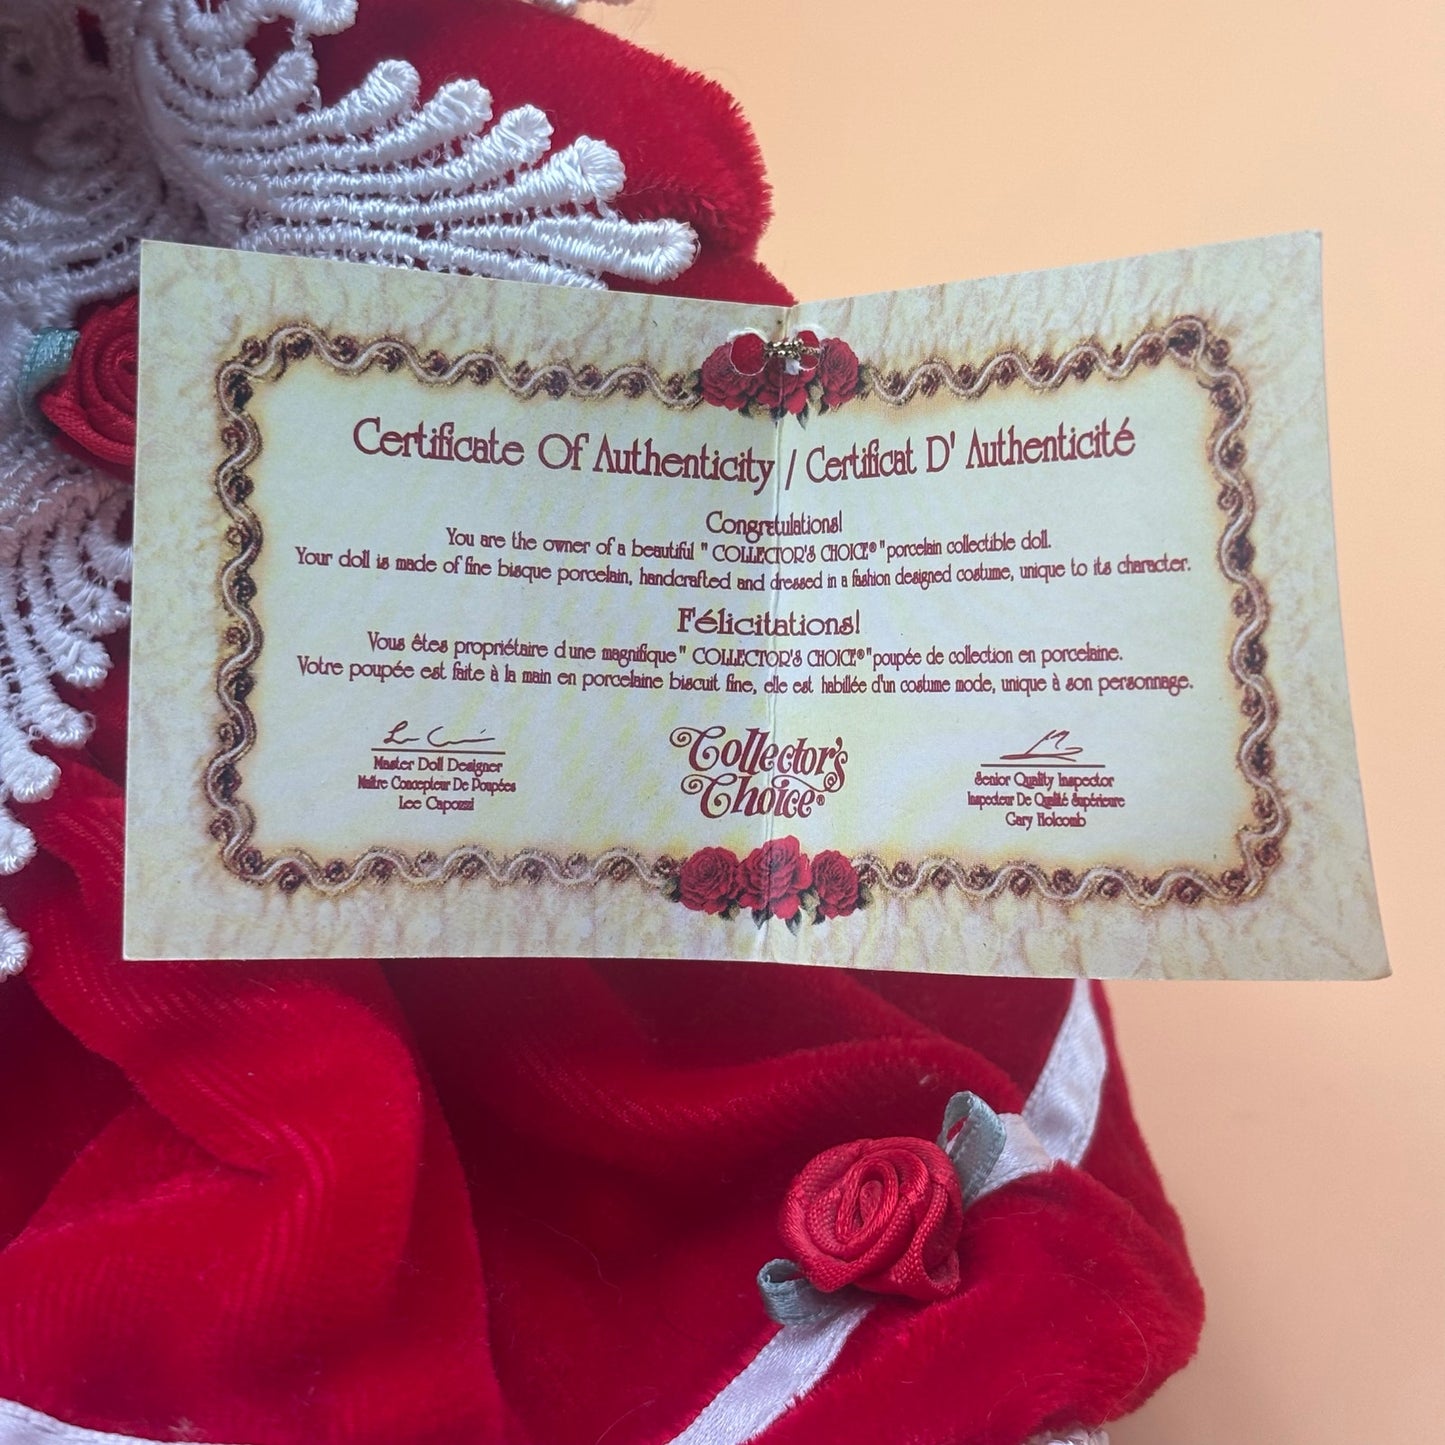 Certificate Of Authenticity / Certificat D' Authenticité
Congretulations!
You are the owner of a beautiful " COLLECTOR'S CHOICE® " porcelain collectible doll.
Your doll is made of fine bisque porcelain, handcrafted and dressed in a fashion designed costume, unique to its character.
Félicitations!
Vous êtes propriétaire d une magnifique " COLLECTOR'S CHOICE® " poupée de collection en porcelaine.
Votre poupée est faite à la main en porcelaine biscuit fine, elle est habillée d'un costume mode, unique à son personnage.
Master Doll Designer
Maître Concepteur De Poupées
Lee Capozzi
Collector's
Choice®
Senior Quality Inspector
Inspecteur De Qualité Supérieure
Gary Holcomb